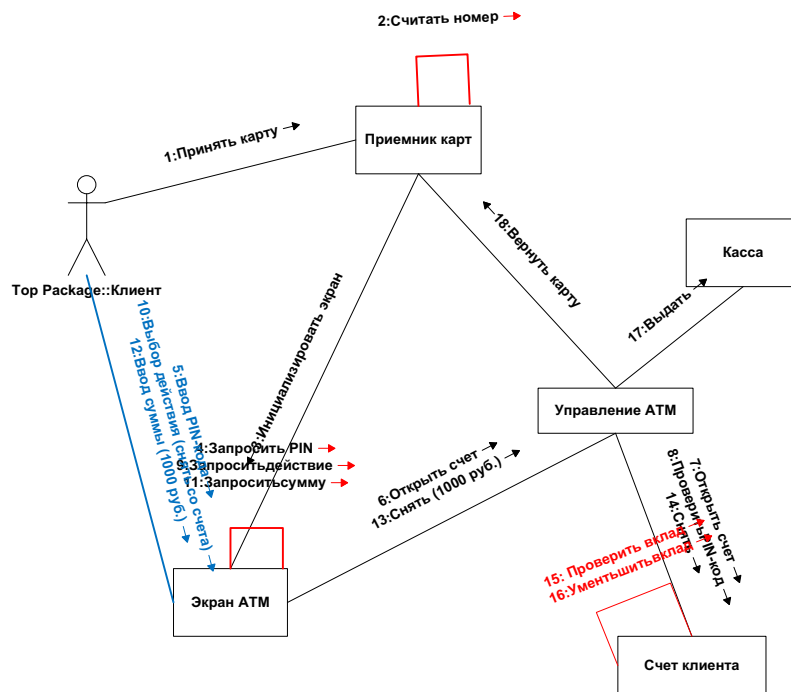 2:Считать номер
Приемник карт
1:Принять карту
18:Вернуть карту
Касса
Top Package::Клиент
17:Выдать
3:Инициализировать экран
5:Ввод PIN-кода
10:Выбор действия (снять со счета)
12:Ввод суммы (1000 руб.)
Управление АТМ
4:Запросить PIN
9:Запроситьдействие
11:Запроситьсумму
6:Открыть счет
13:Снять (1000 руб.)
7:Открыть счет
8:Проверить PIN-код
14:Снять
15: Проверить вклад
16:Уменьшитьвклад
Экран АТМ
Счет клиента